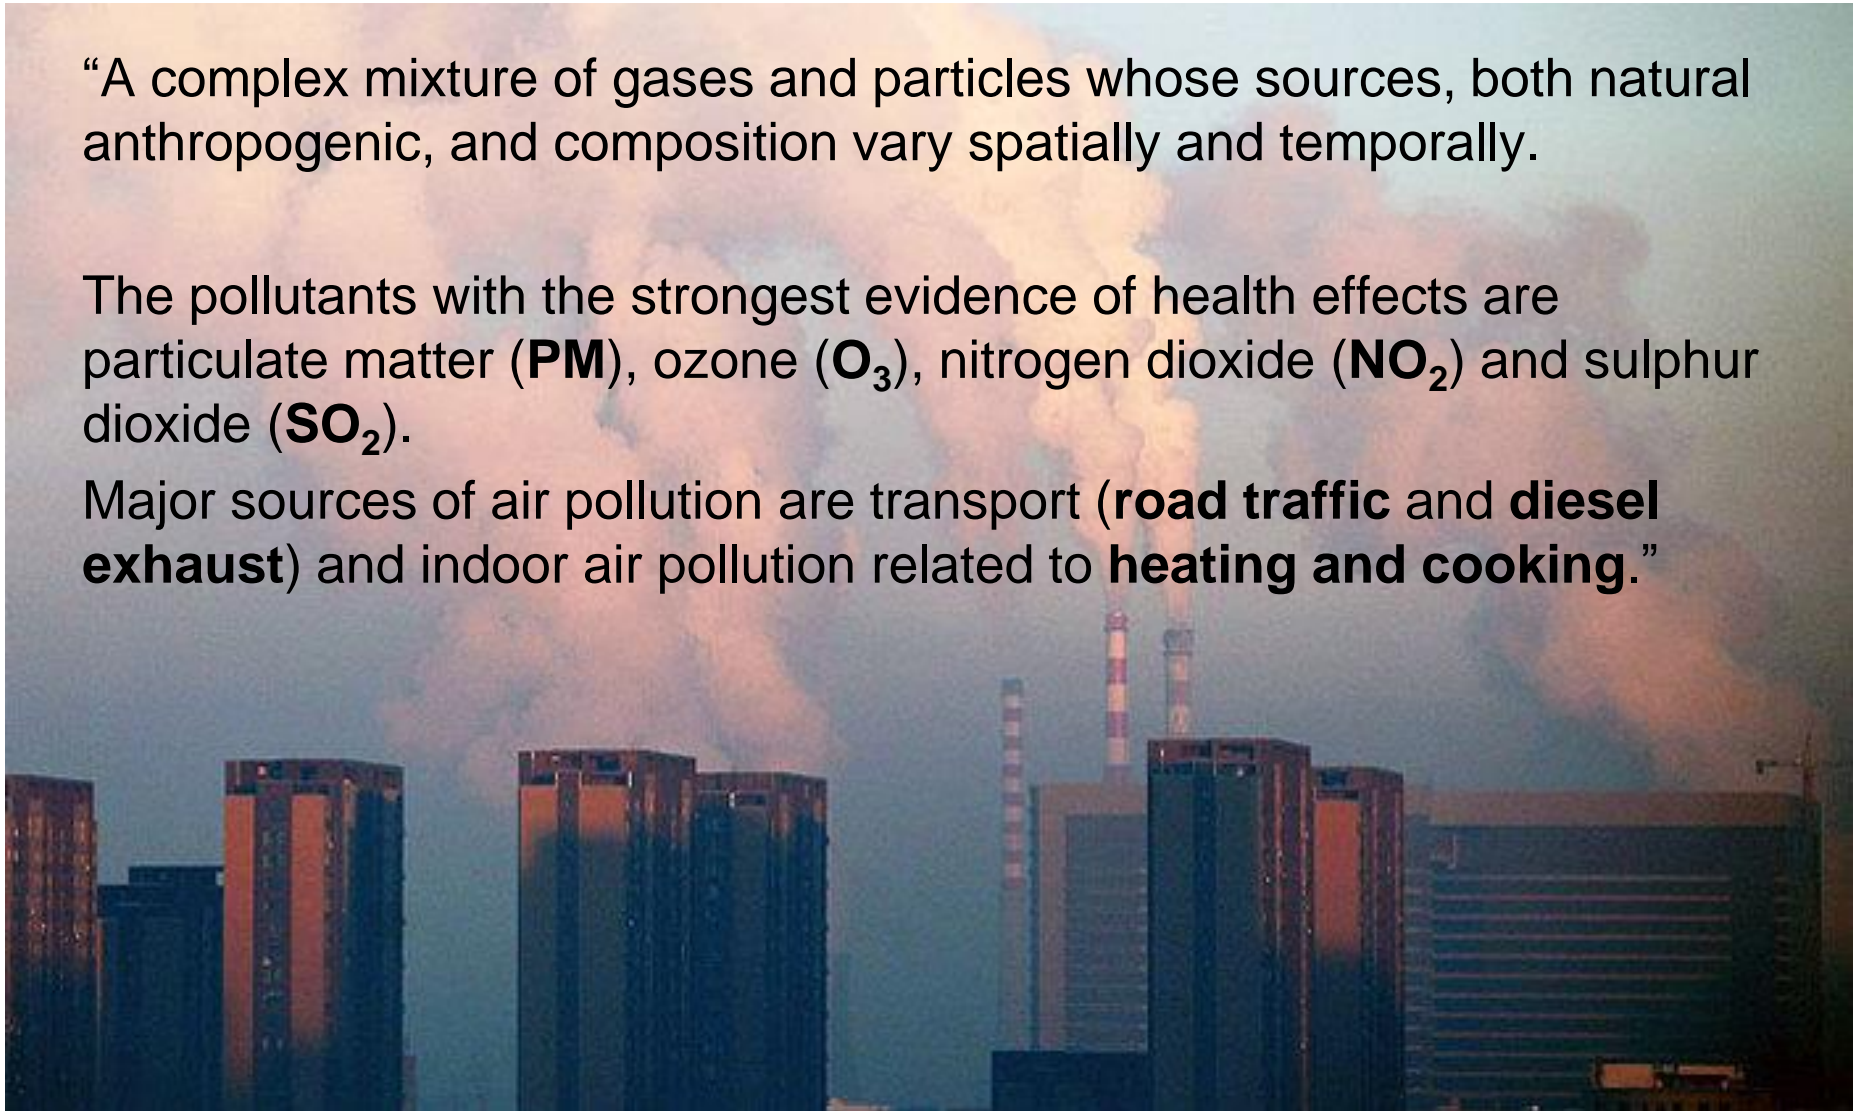 “A complex mixture of gases and particles whose sources, both natural
anthropogenic, and composition vary spatially and temporally.
The pollutants with the strongest evidence of health effects are
particulate matter (PM), ozone (O₃), nitrogen dioxide (NO₂) and sulphur
dioxide (SO₂).
Major sources of air pollution are transport (road traffic and diesel
exhaust) and indoor air pollution related to heating and cooking.”